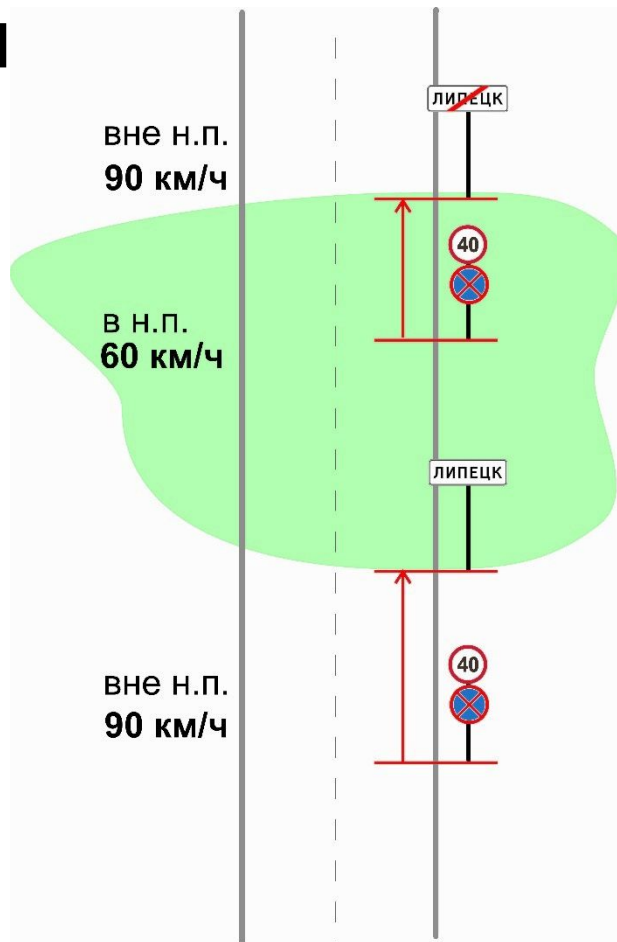 ЛИПЕЦК
вне н.п.
90 км/ч
40
в н.п.
60 км/ч
ЛИПЕЦК
40
вне н.п.
90 км/ч